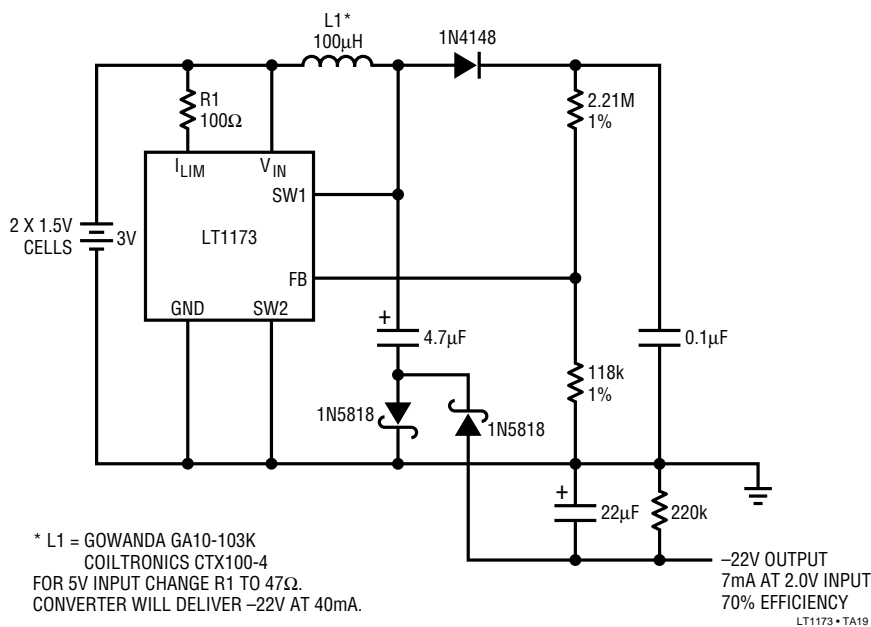 L1*
100µH
1N4148
R1
100Ω
2.21M
1%
I_LIM
V_IN
SW1
2 X 1.5V
CELLS
3V
LT1173
FB
GND
SW2
+
4.7µF
0.1µF
118k
1%
1N5818
1N5818
+
22µF
220k
* L1 = GOWANDA GA10-103K
COILTRONICS CTX100-4
FOR 5V INPUT CHANGE R1 TO 47Ω.
CONVERTER WILL DELIVER –22V AT 40mA.
–22V OUTPUT
7mA AT 2.0V INPUT
70% EFFICIENCY
LT1173 • TA19